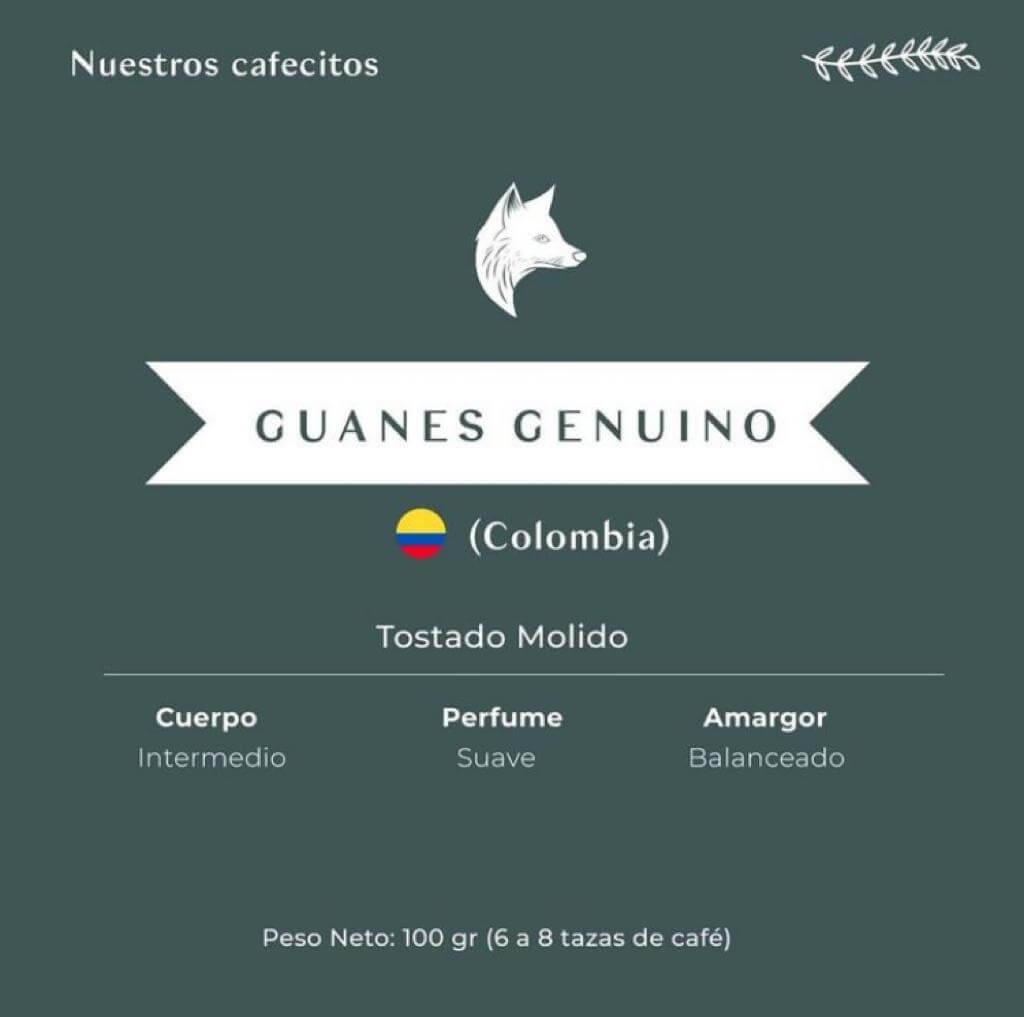 Nuestros cafecitos
GUANES GENUINO
(Colombia)
Tostado Molido
Cuerpo Perfume Amargor
Intermedio Suave Balanceado
Peso Neto: 100 gr (6 a 8 tazas de café)